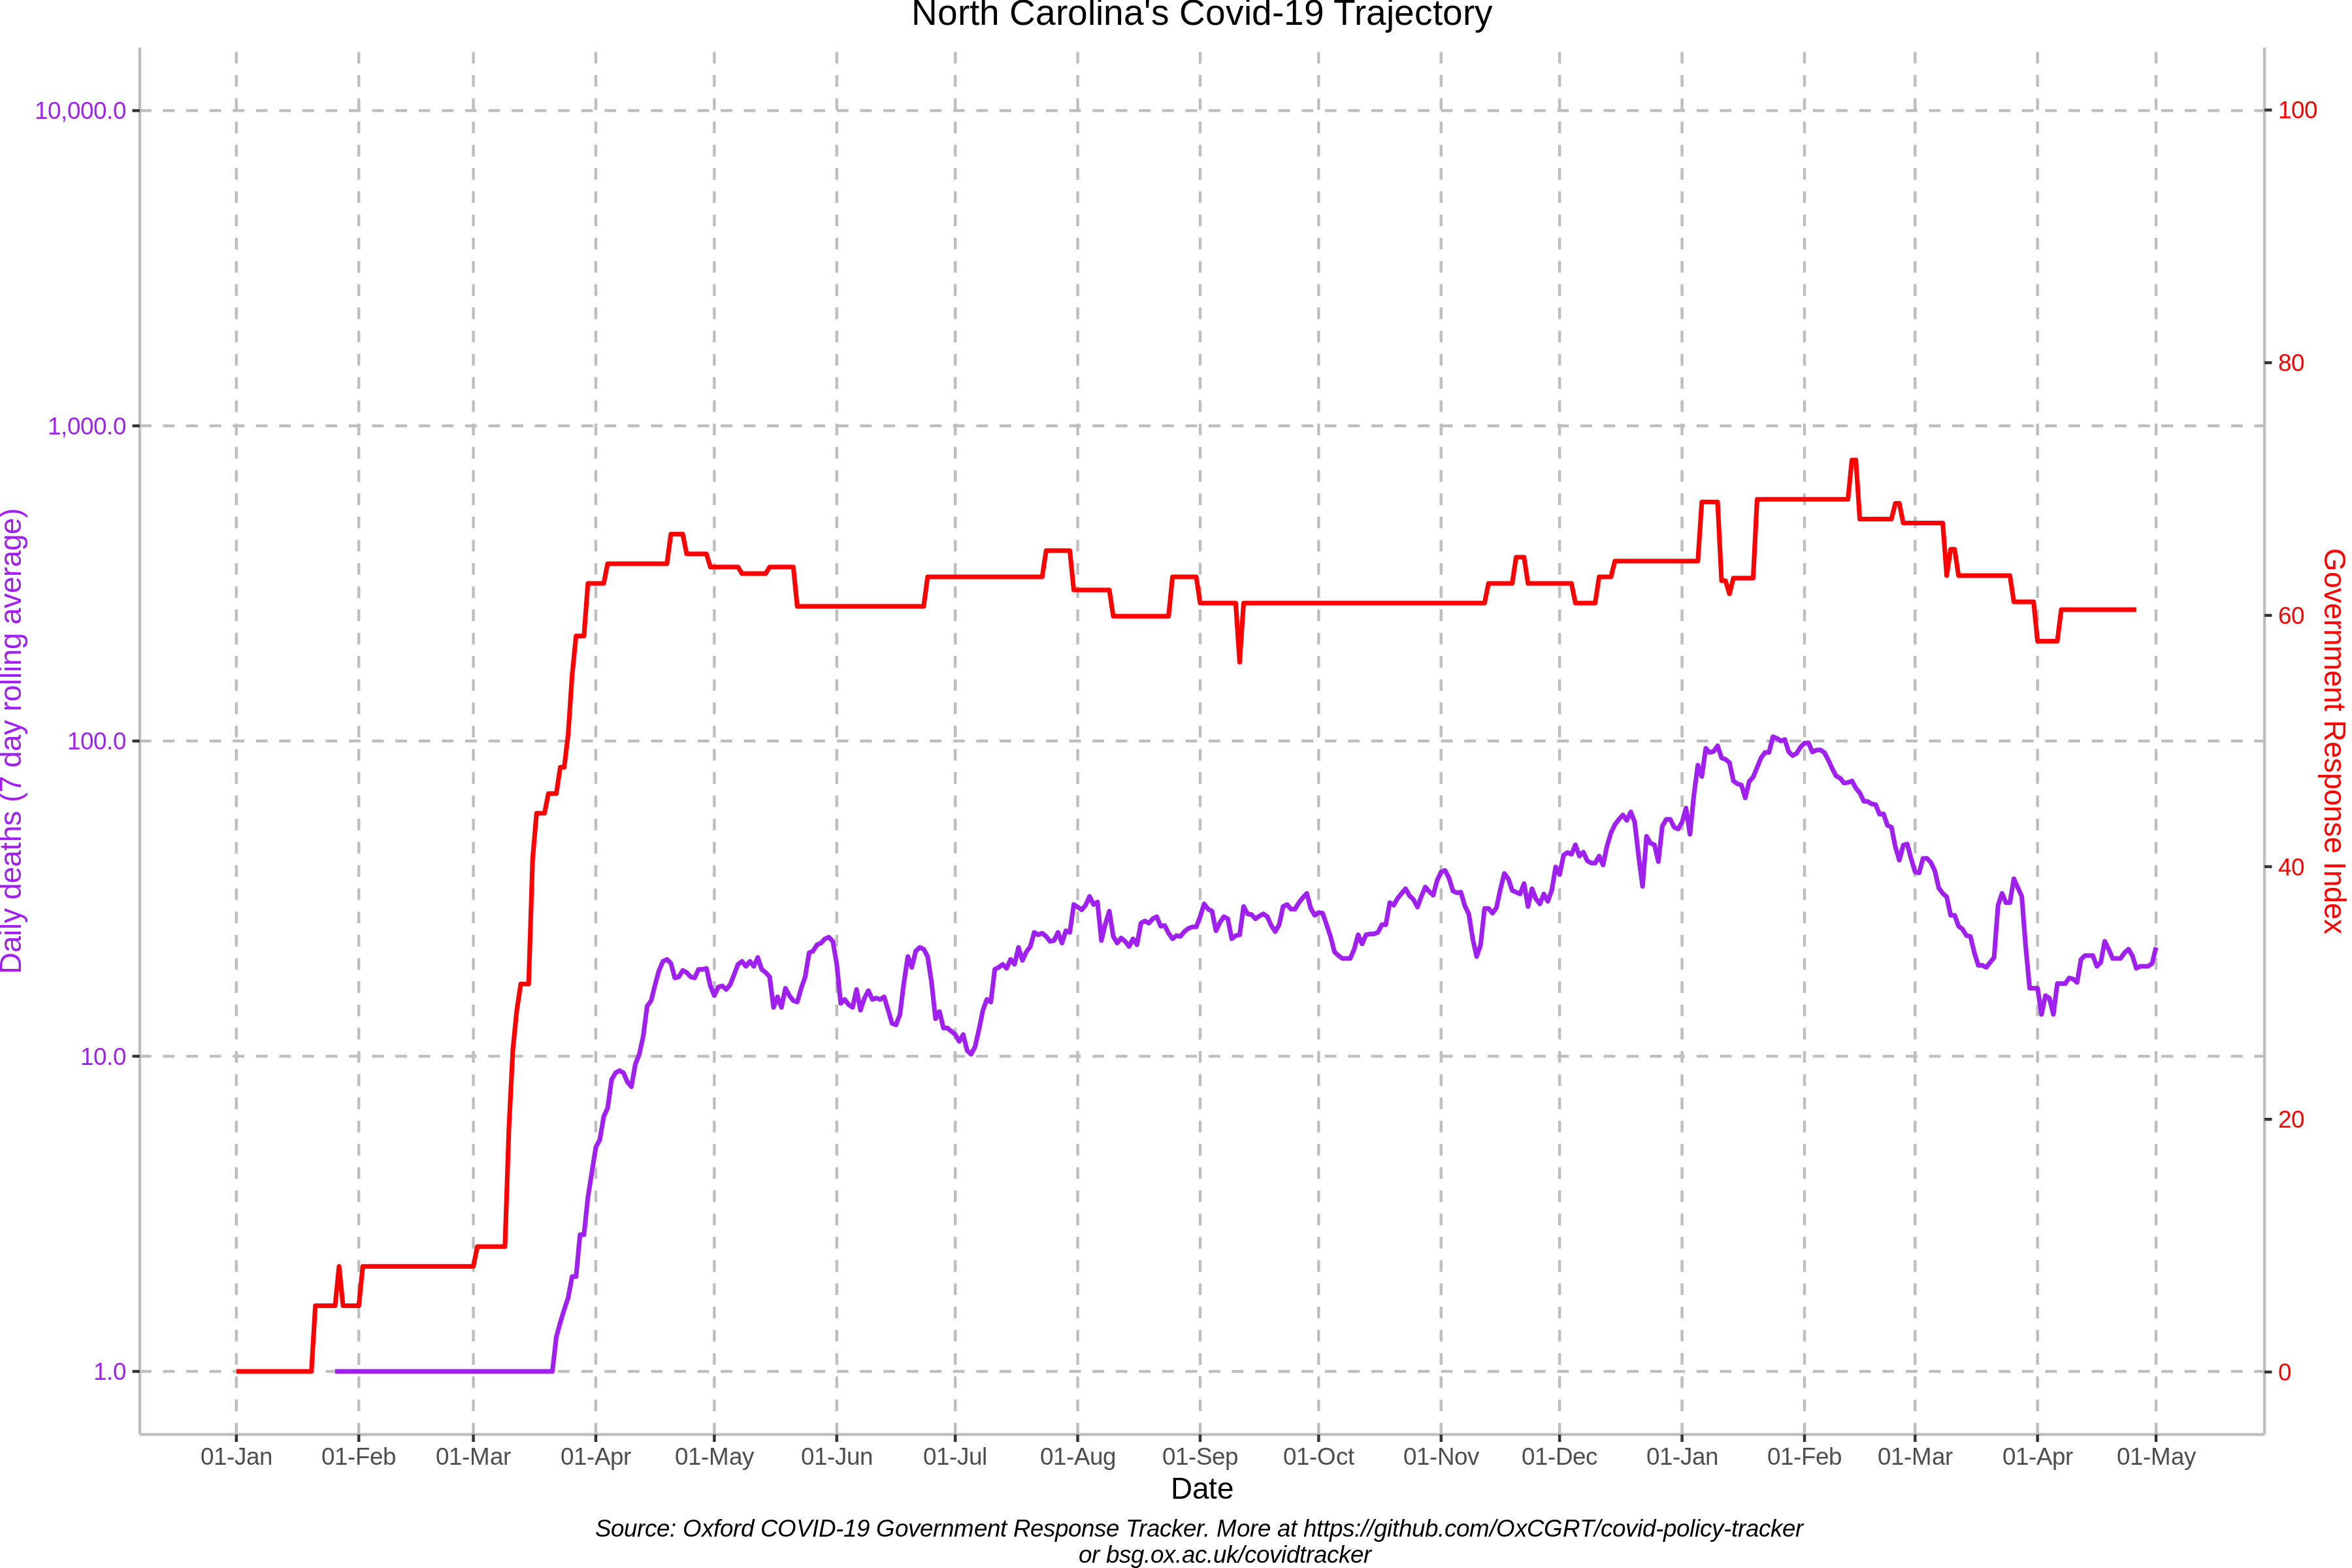 North Carolina's Covid-19 Trajectory
10,000.0
1,000.0
100.0
10.0
1.0
Daily deaths (7 day rolling average)
100
80
60
40
20
0
Government Response Index
01-Jan 01-Feb 01-Mar 01-Apr 01-May 01-Jun 01-Jul 01-Aug 01-Sep 01-Oct 01-Nov 01-Dec 01-Jan 01-Feb 01-Mar 01-Apr 01-May
Date
Source: Oxford COVID-19 Government Response Tracker. More at https://github.com/OxCGRT/covid-policy-tracker
or bsg.ox.ac.uk/covidtracker